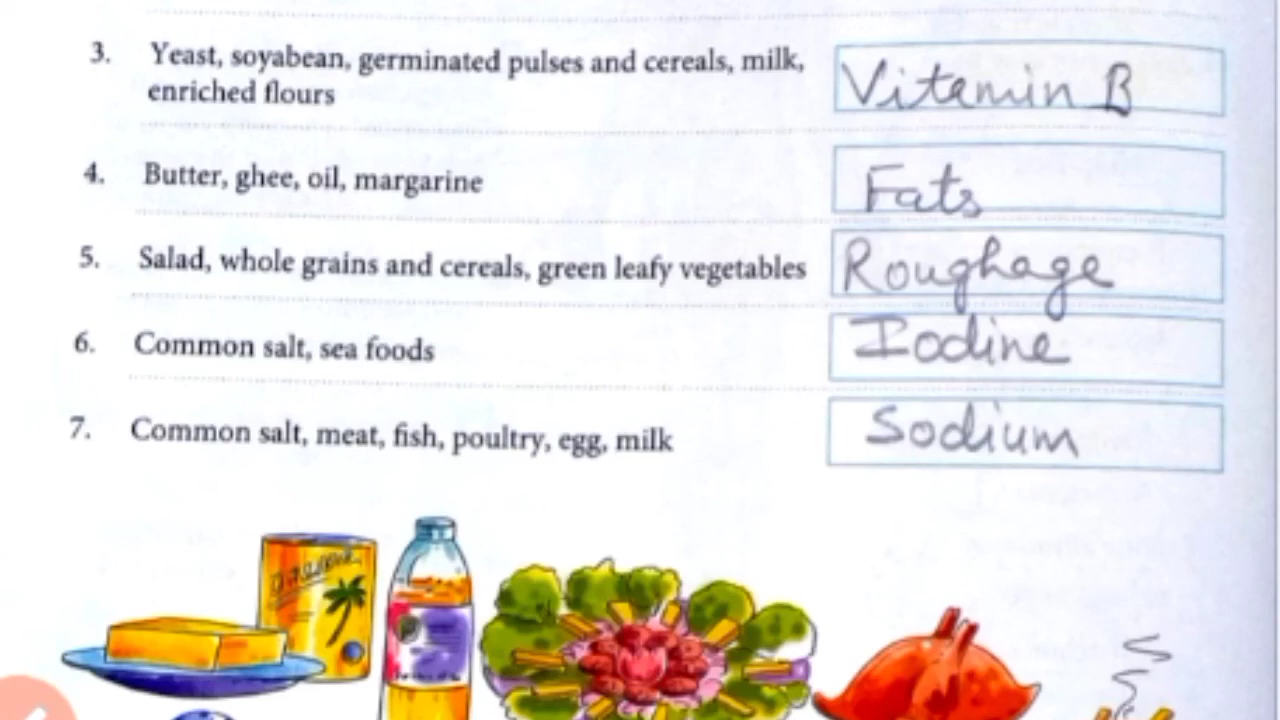 3. Yeast, soyabean, germinated pulses and cereals, milk,
enriched flours
Vitamin B
4. Butter, ghee, oil, margarine
Fats
5. Salad, whole grains and cereals, green leafy vegetables
Roughage
6. Common salt, sea foods
Iodine
7. Common salt, meat, fish, poultry, egg, milk
Sodium